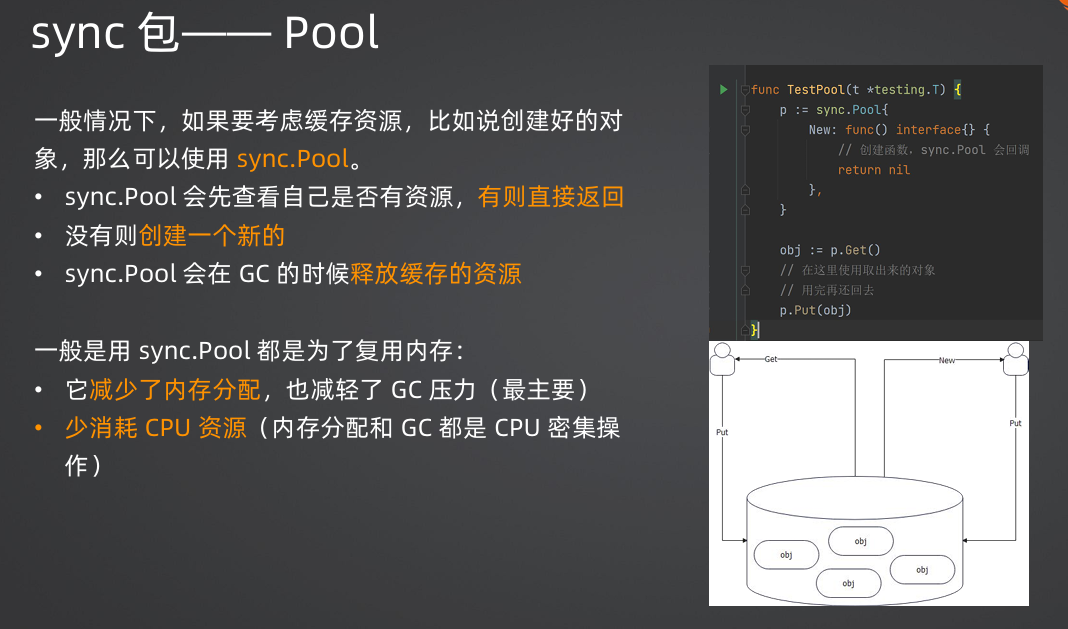 sync 包—— Pool
一般情况下，如果要考虑缓存资源，比如说创建好的对
象，那么可以使用 sync.Pool。
• sync.Pool 会先查看自己是否有资源，有则直接返回
• 没有则创建一个新的
• sync.Pool 会在 GC 的时候释放缓存的资源
一般是用 sync.Pool 都是为了复用内存：
• 它减少了内存分配，也减轻了 GC 压力（最主要）
• 少消耗 CPU 资源（内存分配和 GC 都是 CPU 密集操
作）
func TestPool(t *testing.T) {
p := sync.Pool{
New: func() interface{} {
// 创建函数，sync.Pool 会回调
return nil
},
}
obj := p.Get()
// 在这里使用取出来的对象
// 用完再还回去
p.Put(obj)
}
Get
New
Put
Put
obj
obj
obj
obj